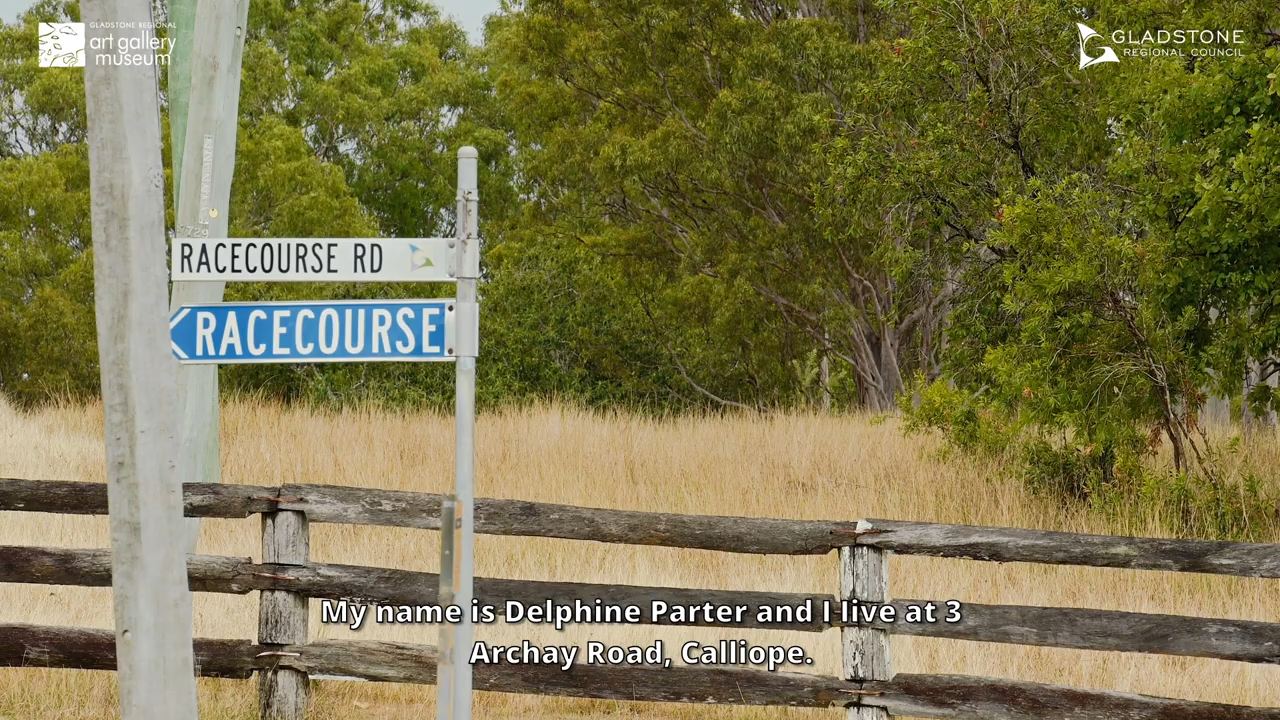 GLADSTONE REGIONAL
art gallery
museum
GLADSTONE
REGIONAL COUNCIL
RACECOURSE RD
RACECOURSE
My name is Delphine Parter and I live at 3
Archay Road, Calliope.